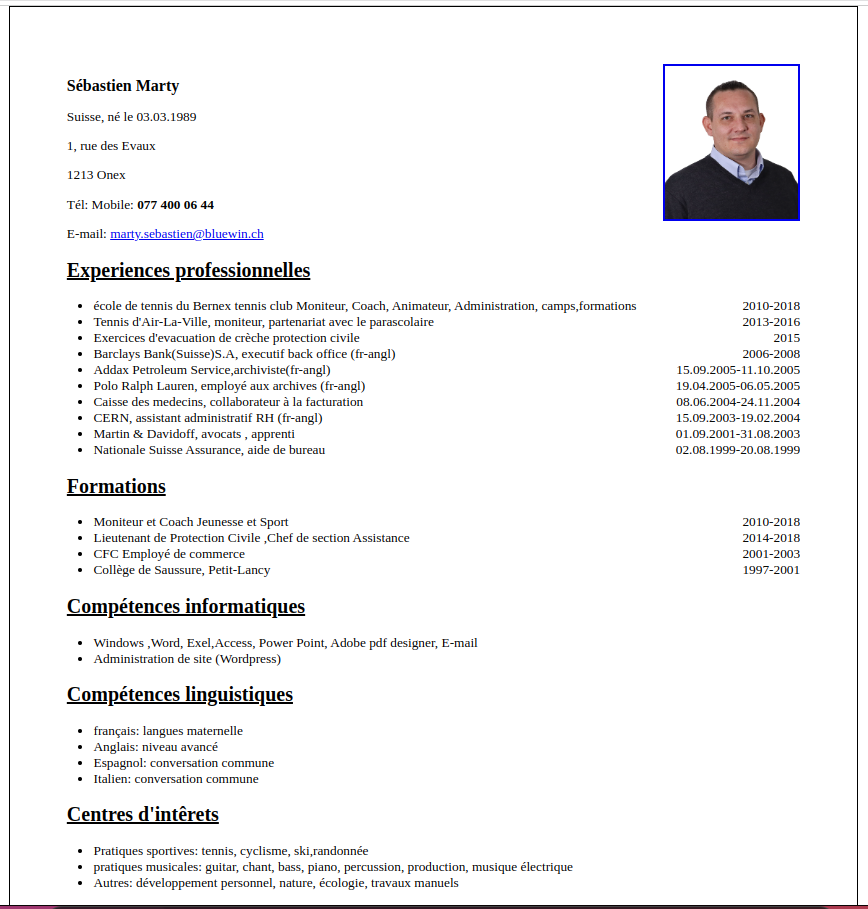 Sébastien Marty
Suisse, né le 03.03.1989
1, rue des Evaux
1213 Onex
Tél: Mobile: 077 400 06 44
E-mail: marty.sebastien@bluewin.ch
Experiences professionnelles
• école de tennis du Bernex tennis club Moniteur, Coach, Animateur, Administration, camps,formations 2010-2018
• Tennis d'Air-La-Ville, moniteur, partenariat avec le parascolaire 2013-2016
• Exercices d'evacuation de crèche protection civile 2015
• Barclays Bank(Suisse)S.A, executif back office (fr-angl) 2006-2008
• Addax Petroleum Service,archiviste(fr-angl) 15.09.2005-11.10.2005
• Polo Ralph Lauren, employé aux archives (fr-angl) 19.04.2005-06.05.2005
• Caisse des medecins, collaborateur à la facturation 08.06.2004-24.11.2004
• CERN, assistant administratif RH (fr-angl) 15.09.2003-19.02.2004
• Martin & Davidoff, avocats , apprenti 01.09.2001-31.08.2003
• Nationale Suisse Assurance, aide de bureau 02.08.1999-20.08.1999
Formations
• Moniteur et Coach Jeunesse et Sport 2010-2018
• Lieutenant de Protection Civile ,Chef de section Assistance 2014-2018
• CFC Employé de commerce 2001-2003
• Collège de Saussure, Petit-Lancy 1997-2001
Compétences informatiques
• Windows ,Word, Exel,Access, Power Point, Adobe pdf designer, E-mail
• Administration de site (Wordpress)
Compétences linguistiques
• français: langues maternelle
• Anglais: niveau avancé
• Espagnol: conversation commune
• Italien: conversation commune
Centres d'intêrets
• Pratiques sportives: tennis, cyclisme, ski,randonnée
• pratiques musicales: guitar, chant, bass, piano, percussion, production, musique électrique
• Autres: développement personnel, nature, écologie, travaux manuels